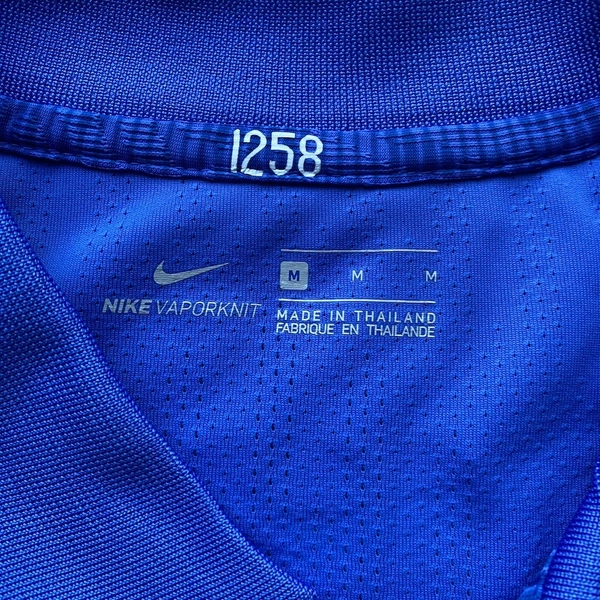 1258
M M M
NIKE VAPORKNIT
MADE IN THAILAND
FABRIQUE EN THAILANDE